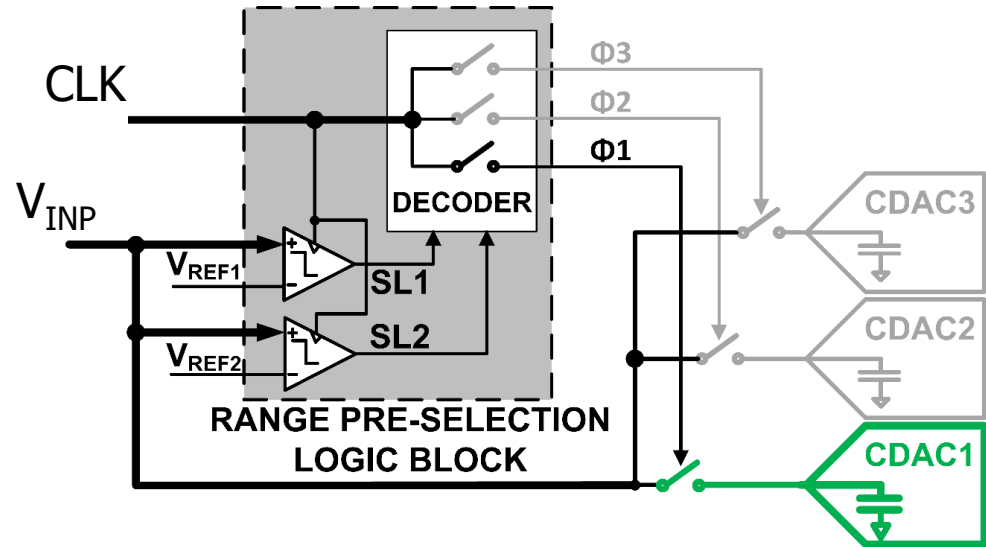 CLK
Φ3
Φ2
Φ1
DECODER
V_INP
V_REF1
SL1
V_REF2
SL2
RANGE PRE-SELECTION
LOGIC BLOCK
CDAC3
CDAC2
CDAC1